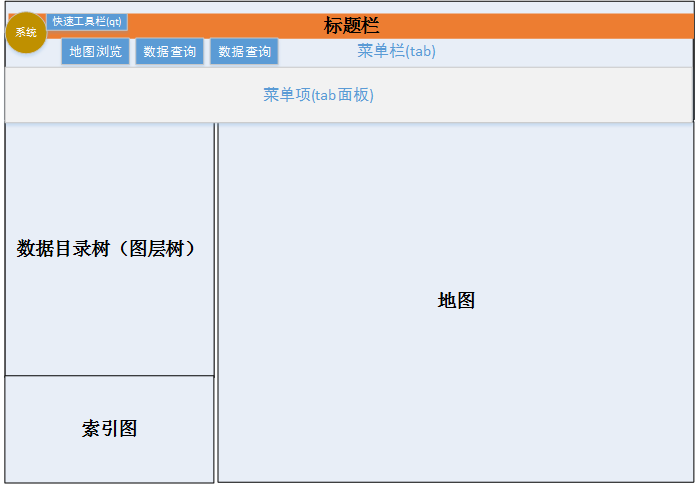 系统
快速工具栏(qt)
标题栏
地图浏览
数据查询
数据查询
菜单栏(tab)
菜单项(tab面板)
数据目录树（图层树）
地图
索引图